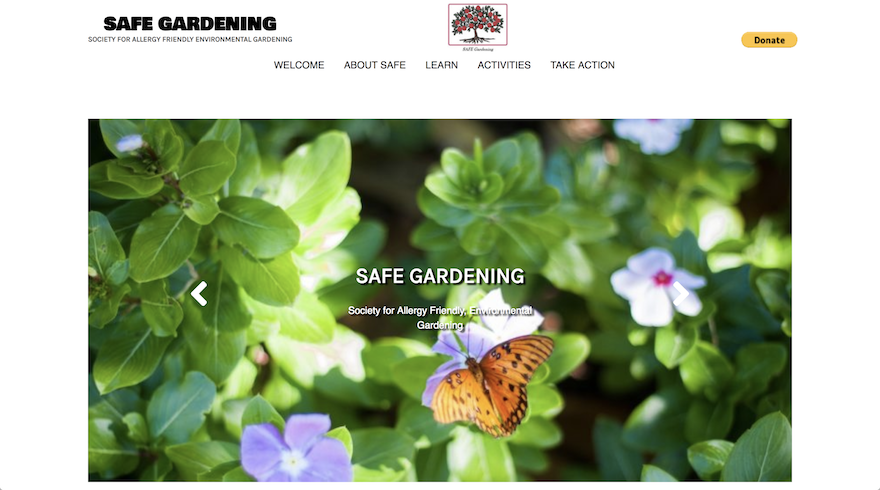 SAFE GARDENING
SOCIETY FOR ALLERGY FRIENDLY ENVIRONMENTAL GARDENING
SAFE Gardening
Donate
WELCOME ABOUT SAFE LEARN ACTIVITIES TAKE ACTION
SAFE GARDENING
Society for Allergy Friendly, Environmental
Gardening